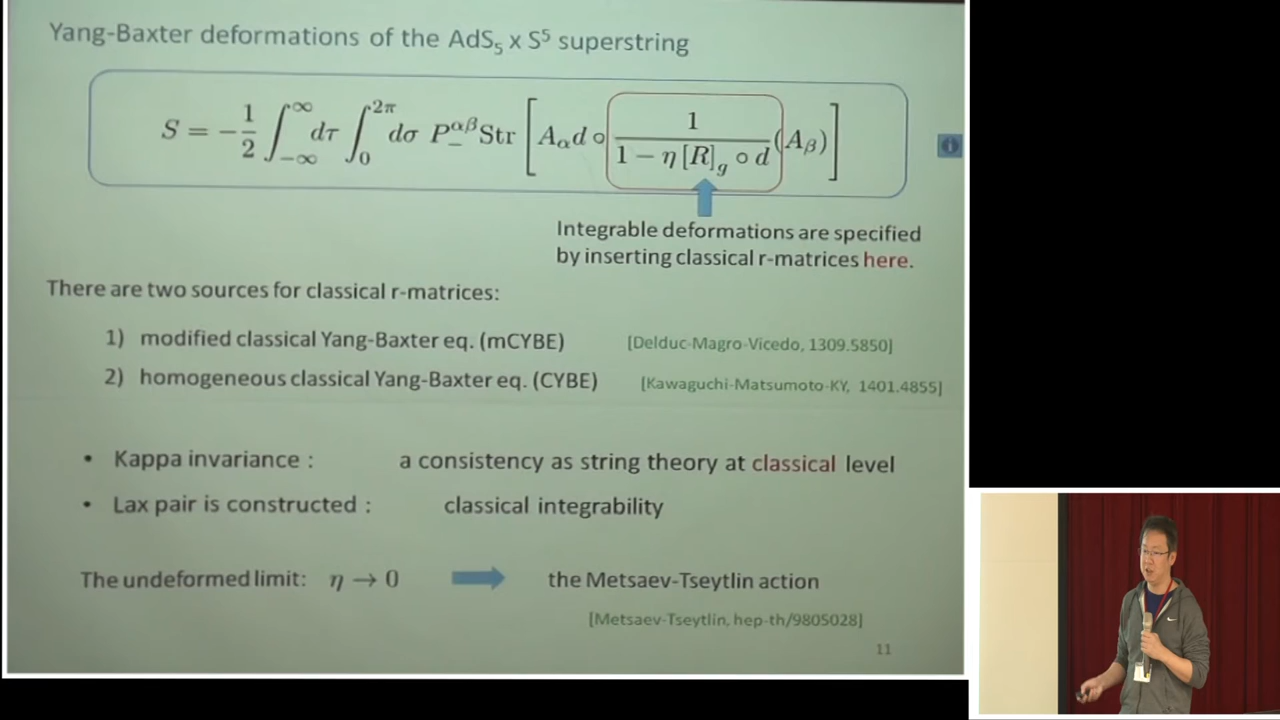 Yang-Baxter deformations of the AdS₅ x S⁵ superstring
S = −\frac{1}{2} ∫_{−∞}^{∞} dτ ∫_{0}^{2π} dσ P_{−}^{αβ} Str [ A_α d ∘ \frac{1}{1 − η [R]_g ∘ d} (A_β) ]
Integrable deformations are specified
by inserting classical r-matrices here.
There are two sources for classical r-matrices:
1) modified classical Yang-Baxter eq. (mCYBE) [Delduc-Magro-Vicedo, 1309.5850]
2) homogeneous classical Yang-Baxter eq. (CYBE) [Kawaguchi-Matsumoto-KY, 1401.4855]
• Kappa invariance : a consistency as string theory at classical level
• Lax pair is constructed : classical integrability
The undeformed limit: η → 0 the Metsaev-Tseytlin action
[Metsaev-Tseytlin, hep-th/9805028]
11